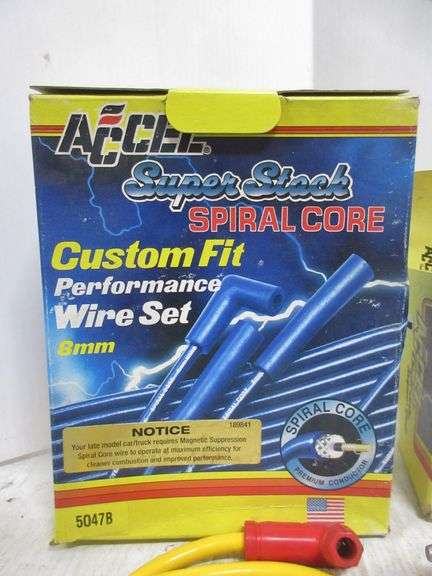 ACCEL®
Super Stock
SPIRAL CORE
Custom Fit
Performance
Wire Set
8mm
NOTICE
189841
Your late model car/truck requires Magnetic Suppression
Spiral Core wire to operate at maximum efficiency for
cleaner combustion and improved performance.
SPIRAL CORE
PREMIUM CONDUCTOR
5047B